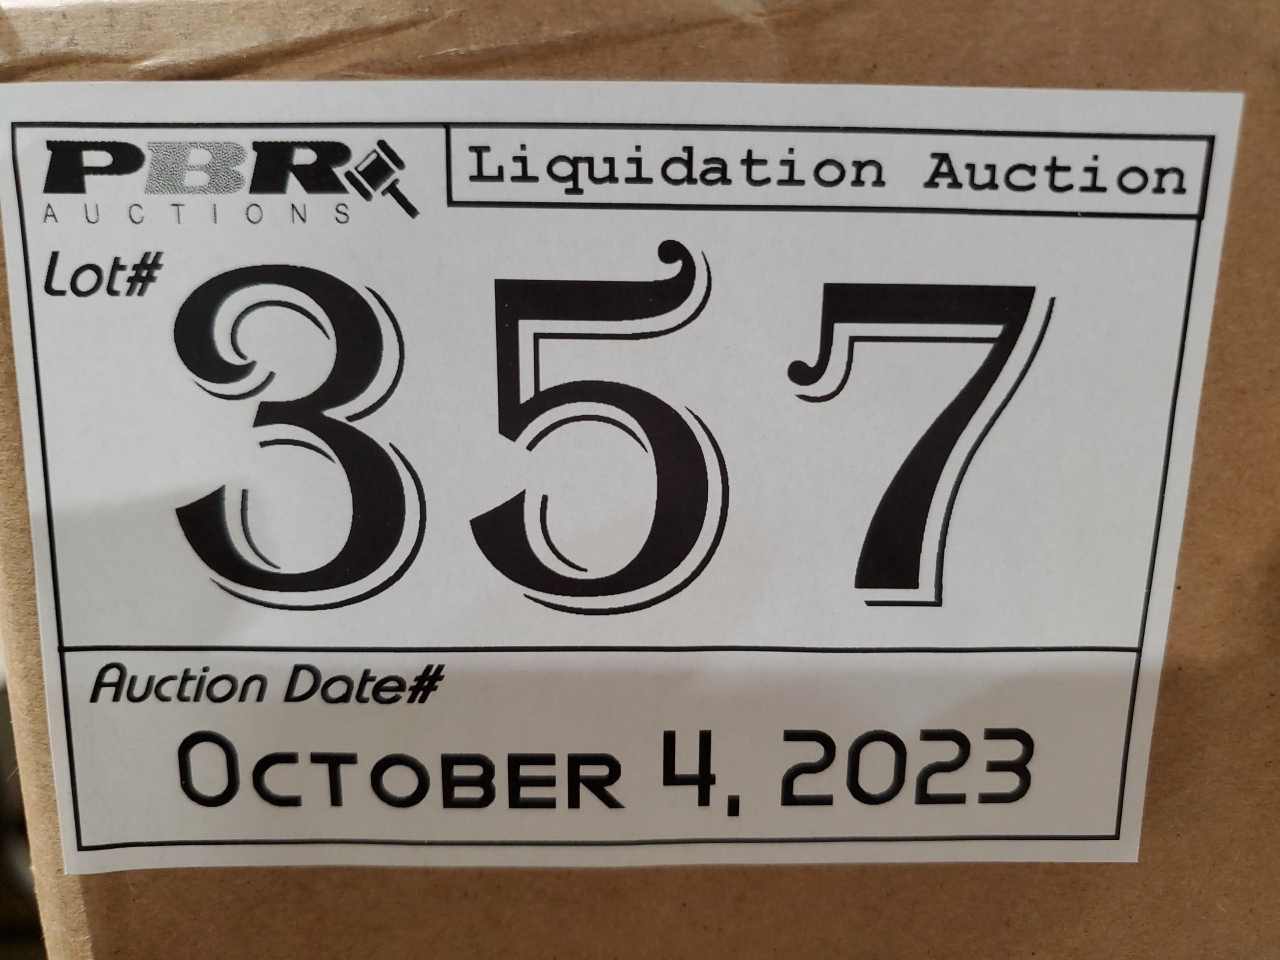 PBR
AUCTIONS
Liquidation Auction
Lot#
357
Auction Date#
OCTOBER 4, 2023